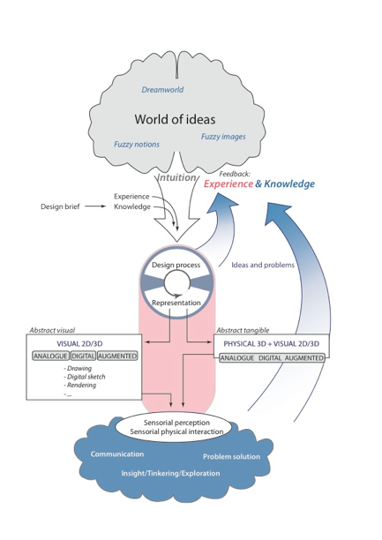 Dreamworld
World of ideas
Fuzzy images
Fuzzy notions
Intuition
Feedback:
Experience & Knowledge
Experience
Design brief
Knowledge
Design process
Ideas and problems
Representation
Abstract visual
Abstract tangible
VISUAL 2D/3D
PHYSICAL 3D + VISUAL 2D/3D
ANALOGUE DIGITAL AUGMENTED
ANALOGUE DIGITAL AUGMENTED
- Drawing
- Digital sketch
- Rendering
- ...
Sensorial perception
Sensorial physical interaction
Communication
Problem solution
Insight/Tinkering/Exploration